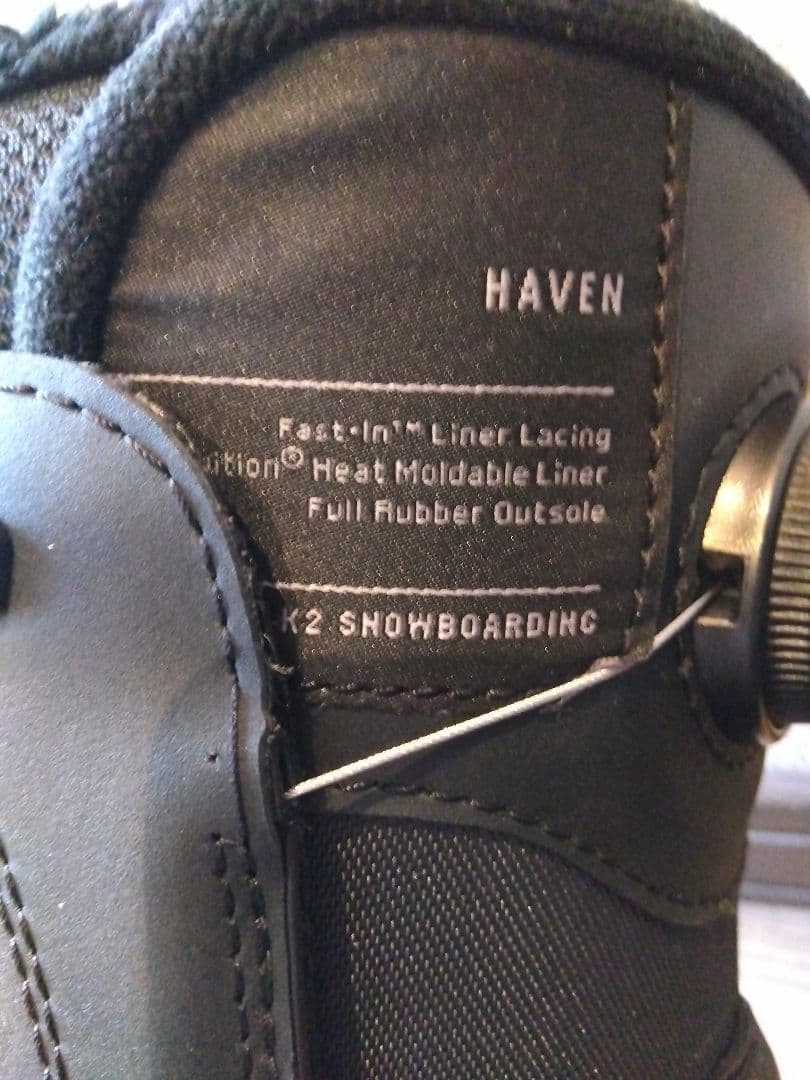 HAVEN
Fast-In™ Liner Lacing
ition® Heat Moldable Liner
Full Rubber Outsole
K2 SNOWBOARDING